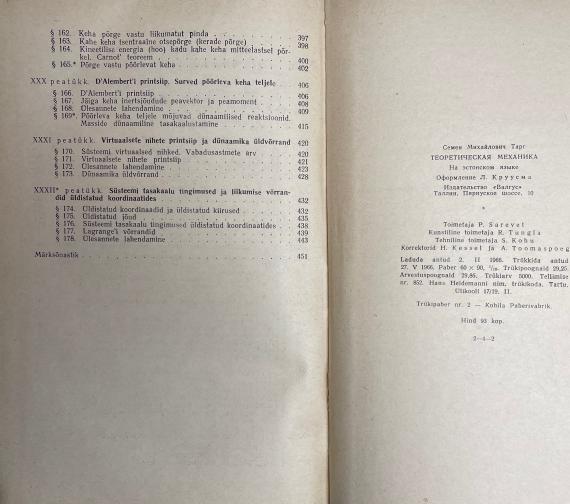 § 162. Keha põrge vastu liikumatut pinda 397
§ 163. Kahe keha tsentraalne otsepõrge (kerade põrge) 398
§ 164. Kineetilise energia (hoo) kadu kahe keha mitteelastsel põr-
kel. Carnot' teoreem 400
§ 165.* Põrge vastu pöörlevat keha 402
XXX peatükk. D'Alembert'i printsiip. Surved pöörleva keha teljele 406
§ 166. D'Alembert'i printsiip 406
§ 167. Jäiga keha inertsjõudude peavektor ja peamoment 408
§ 168. Ülesannete lahendamine 409
§ 169*. Pöörleva keha teljele mõjuvad dünaamilised reaktsioonid.
Masside dünaamiline tasakaalustamine 415
XXXI peatükk. Virtuaalsete nihete printsiip ja dünaamika üldvõrrand 420
§ 170. Süsteemi virtuaalsed nihked. Vabadusastmete arv 420
§ 171. Virtuaalsete nihete printsiip 421
§ 172. Ülesannete lahendamine 423
§ 173. Dünaamika üldvõrrand 428
XXXII* peatükk. Süsteemi tasakaalu tingimused ja liikumise võrran-
did üldistatud koordinaatides 432
§ 174. Üldistatud koordinaadid ja üldistatud kiirused 432
§ 175. Üldistatud jõud 435
§ 176. Süsteemi tasakaalu tingimused üldistatud koordinaatides 438
§ 177. Lagrange'i võrrandid 439
§ 178. Ülesannete lahendamine 443
Märksõnastik 451
Семен Михайлович Тарг
ТЕОРЕТИЧЕСКАЯ МЕХАНИКА
На эстонском языке
Оформление Л. Круусма
Издательство «Валгус»
Таллин, Пярнуское шоссе, 10
*
Toimetaja P. Sarevet
Kunstiline toimetaja R. Tungla
Tehniline toimetaja S. Kohu
Korrektorid H. Kessel ja A. Toomaspoeg
Laduda antud 2. II 1966. Trükkida antud
27. V 1966. Paber 60 × 90, 1/16. Trükipoognaid 29,25.
Arvestuspoognaid 29,85. Trükiarv 5000. Tellimise
nr. 852. Hans Heidemanni nim. trükikoda. Tartu,
Ülikooli 17/19. II.
Trükipaber nr. 2 — Kohila Paberivabrik.
Hind 93 kop.
2—4—2